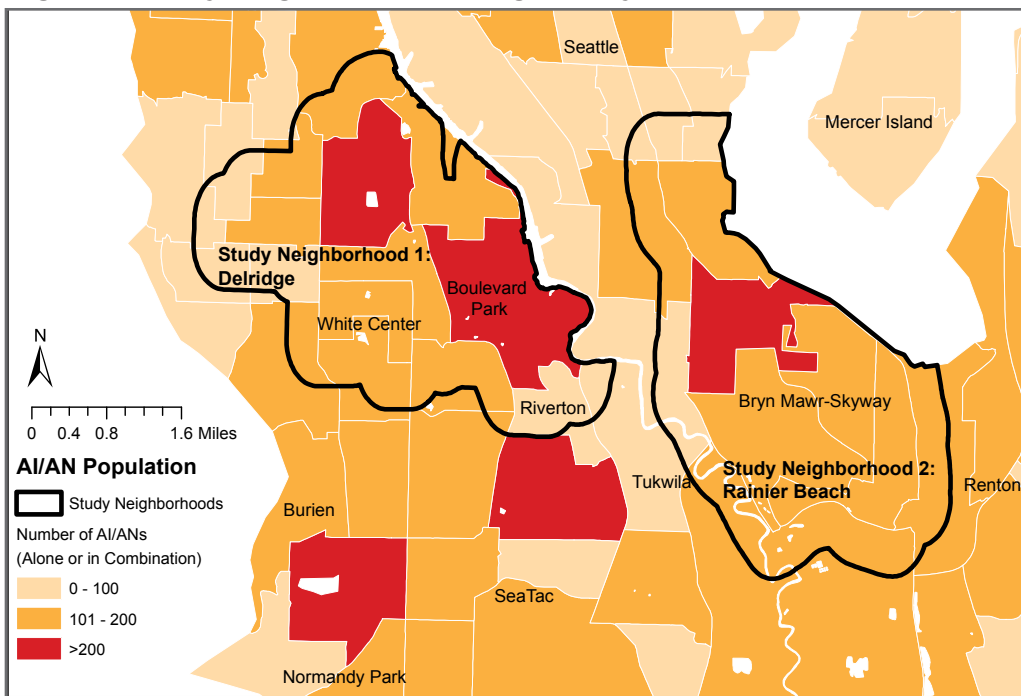 Seattle
Mercer Island
Study Neighborhood 1:
Delridge
Boulevard
Park
White Center
N
0 0.4 0.8 1.6 Miles
Riverton
Bryn Mawr-Skyway
Study Neighborhood 2:
Rainier Beach
Tukwila
Renton
AI/AN Population
Study Neighborhoods
Number of AI/ANs
(Alone or in Combination)
0 - 100
101 - 200
>200
Burien
SeaTac
Normandy Park